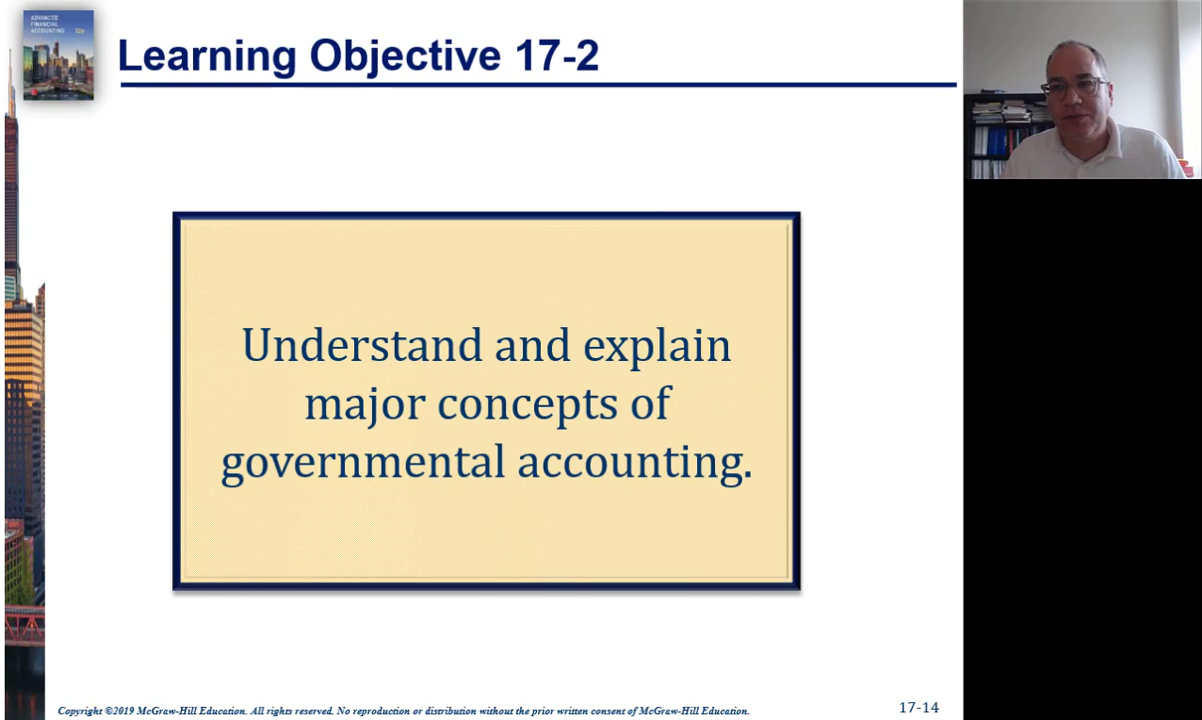 ADVANCED
FINANCIAL
ACCOUNTING 12e
Learning Objective 17-2
Understand and explain
major concepts of
governmental accounting.
Copyright ©2019 McGraw-Hill Education. All rights reserved. No reproduction or distribution without the prior written consent of McGraw-Hill Education.
17-14